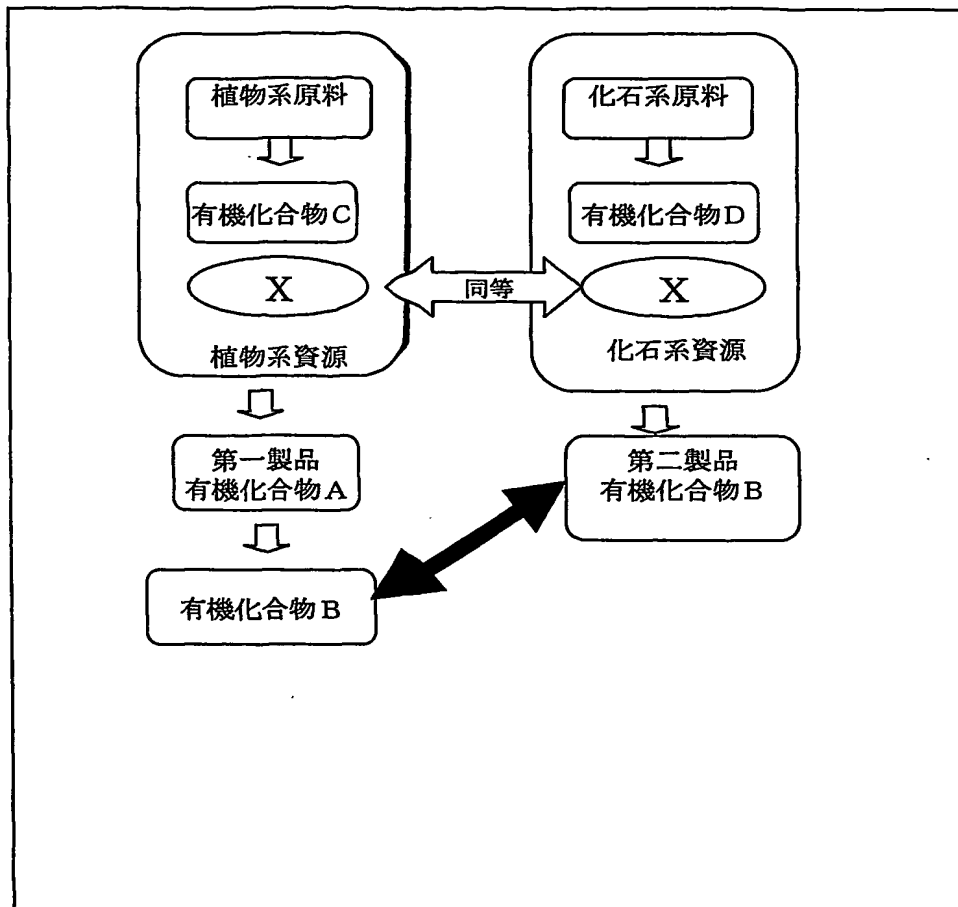 植物系原料
有機化合物C
X
植物系資源
第一製品
有機化合物A
有機化合物B
同等
化石系原料
有機化合物D
X
化石系資源
第二製品
有機化合物B